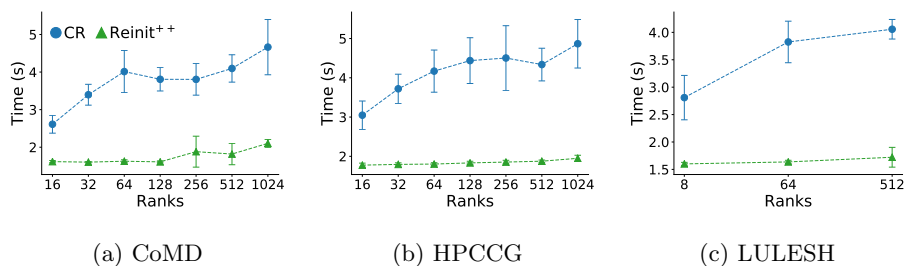 CR Reinit++
Time (s)
5
4
3
2
16 32 64 128 256 512 1024
Ranks
(a) CoMD
Time (s)
5
4
3
2
16 32 64 128 256 512 1024
Ranks
(b) HPCCG
Time (s)
4.0
3.5
3.0
2.5
2.0
1.5
8 64 512
Ranks
(c) LULESH